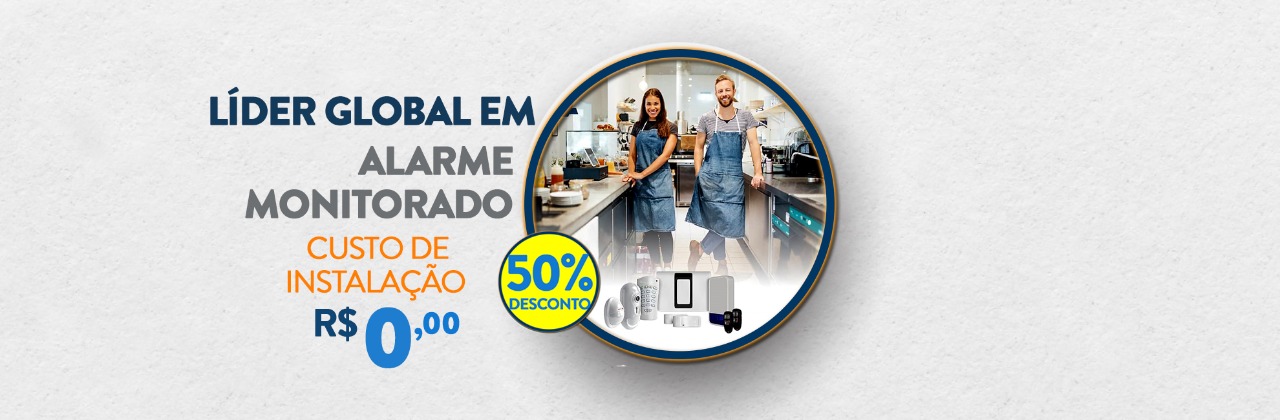 LÍDER GLOBAL EM
ALARME
MONITORADO
CUSTO DE
INSTALAÇÃO
R$ 0,00
50%
DESCONTO